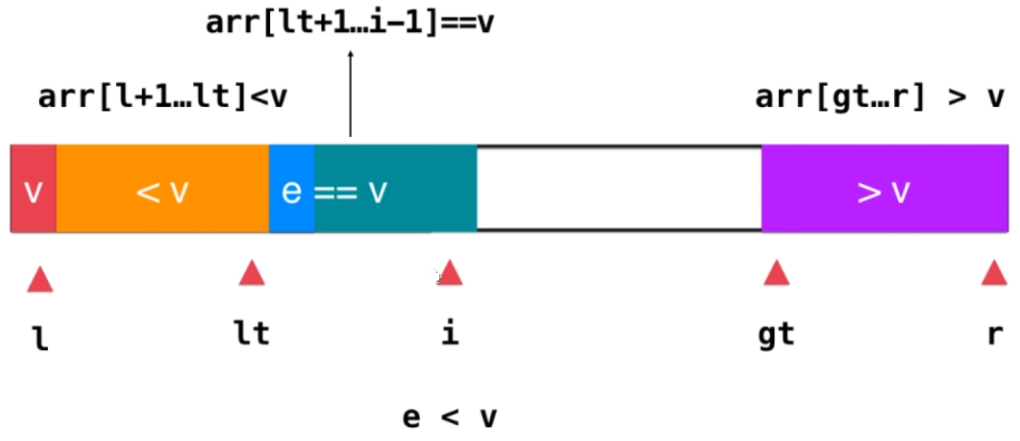 arr[lt+1…i−1]==v
arr[l+1…lt]<v
arr[gt…r] > v
v < v e == v > v
l lt i gt r
e < v